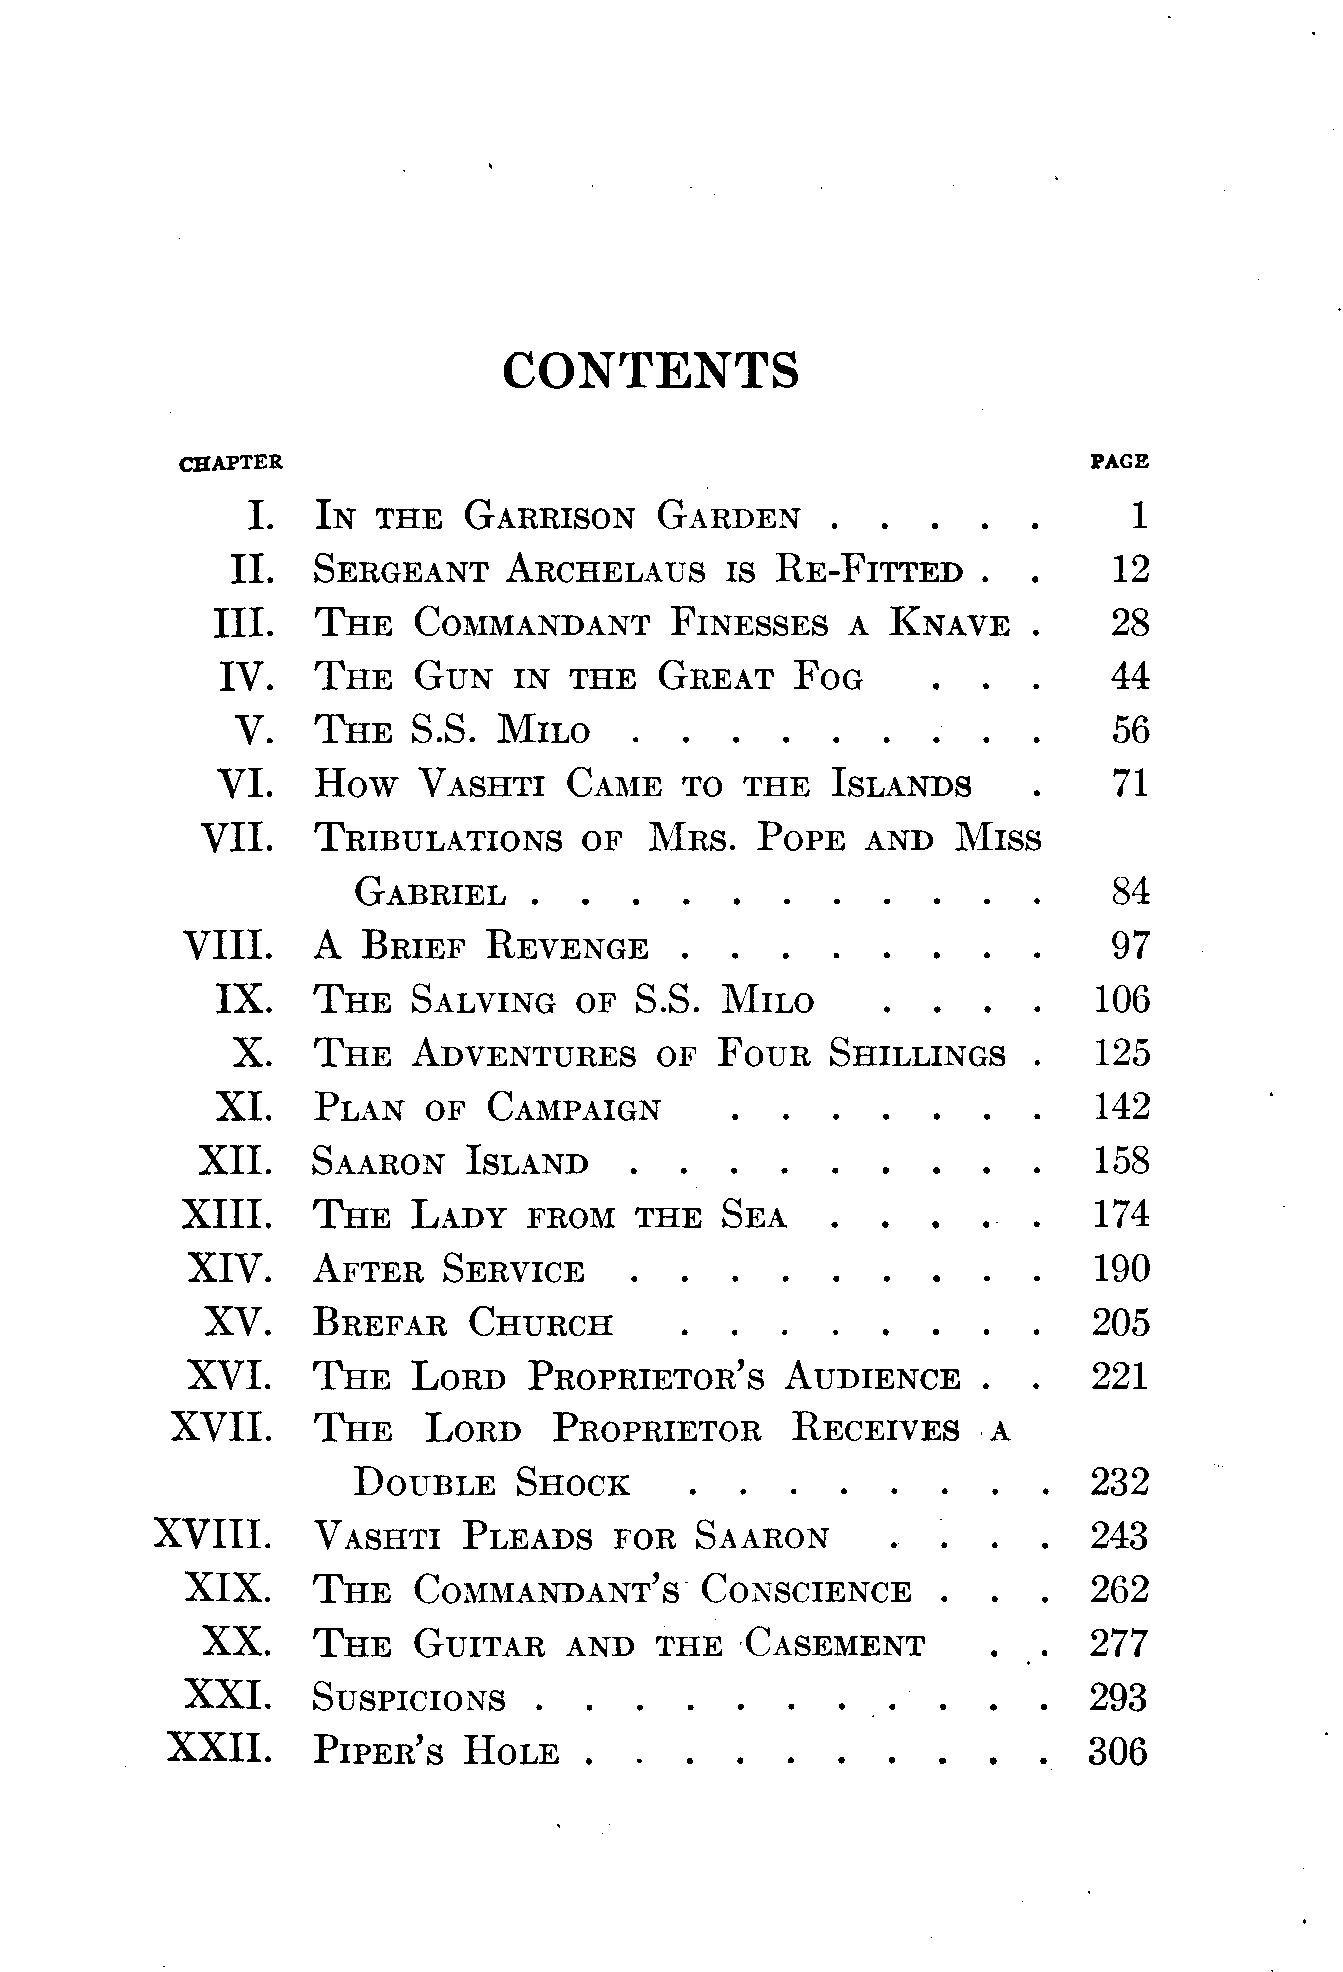 CONTENTS
CHAPTER PAGE
I. In the Garrison Garden . . . . . 1
II. Sergeant Archelaus is Re-Fitted . . 12
III. The Commandant Finesses a Knave . 28
IV. The Gun in the Great Fog . . . 44
V. The S.S. Milo . . . . . . . . . 56
VI. How Vashti Came to the Islands . 71
VII. Tribulations of Mrs. Pope and Miss
Gabriel . . . . . . . . . . . 84
VIII. A Brief Revenge . . . . . . . . 97
IX. The Salving of S.S. Milo . . . . 106
X. The Adventures of Four Shillings . 125
XI. Plan of Campaign . . . . . . . 142
XII. Saaron Island . . . . . . . . . 158
XIII. The Lady from the Sea . . . . . 174
XIV. After Service . . . . . . . . . 190
XV. Brefar Church . . . . . . . . 205
XVI. The Lord Proprietor's Audience . . 221
XVII. The Lord Proprietor Receives a
Double Shock . . . . . . . . 232
XVIII. Vashti Pleads for Saaron . . . . 243
XIX. The Commandant's Conscience . . . 262
XX. The Guitar and the Casement . . 277
XXI. Suspicions . . . . . . . . . . . 293
XXII. Piper's Hole . . . . . . . . . . 306